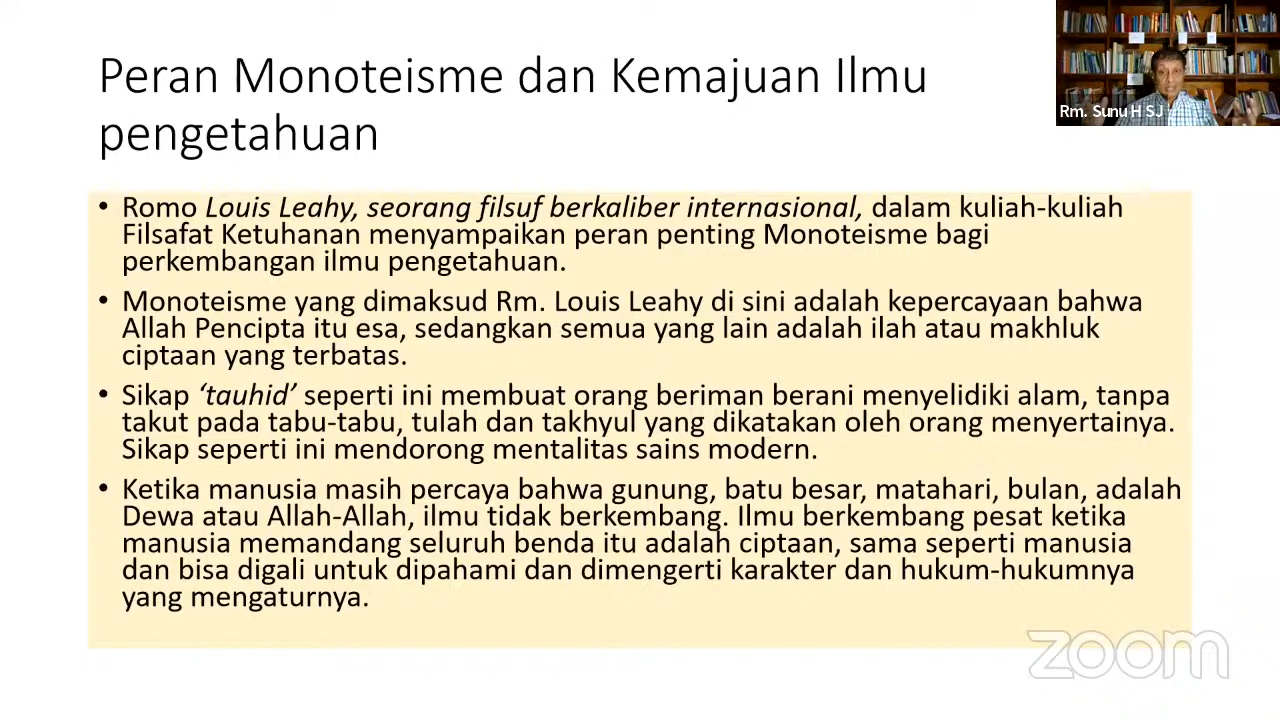 Peran Monoteisme dan Kemajuan Ilmu
pengetahuan
Rm. Sunu H SJ
• Romo Louis Leahy, seorang filsuf berkaliber internasional, dalam kuliah-kuliah
Filsafat Ketuhanan menyampaikan peran penting Monoteisme bagi
perkembangan ilmu pengetahuan.
• Monoteisme yang dimaksud Rm. Louis Leahy di sini adalah kepercayaan bahwa
Allah Pencipta itu esa, sedangkan semua yang lain adalah ilah atau makhluk
ciptaan yang terbatas.
• Sikap ‘tauhid’ seperti ini membuat orang beriman berani menyelidiki alam, tanpa
takut pada tabu-tabu, tulah dan takhyul yang dikatakan oleh orang menyertainya.
Sikap seperti ini mendorong mentalitas sains modern.
• Ketika manusia masih percaya bahwa gunung, batu besar, matahari, bulan, adalah
Dewa atau Allah-Allah, ilmu tidak berkembang. Ilmu berkembang pesat ketika
manusia memandang seluruh benda itu adalah ciptaan, sama seperti manusia
dan bisa digali untuk dipahami dan dimengerti karakter dan hukum-hukumnya
yang mengaturnya.
zoom